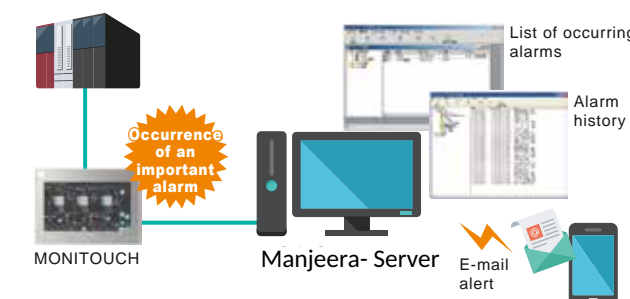 List of occurring
alarms
Alarm
history
Occurrence
of an
important
alarm
MONITOUCH
Manjeera- Server
E-mail
alert